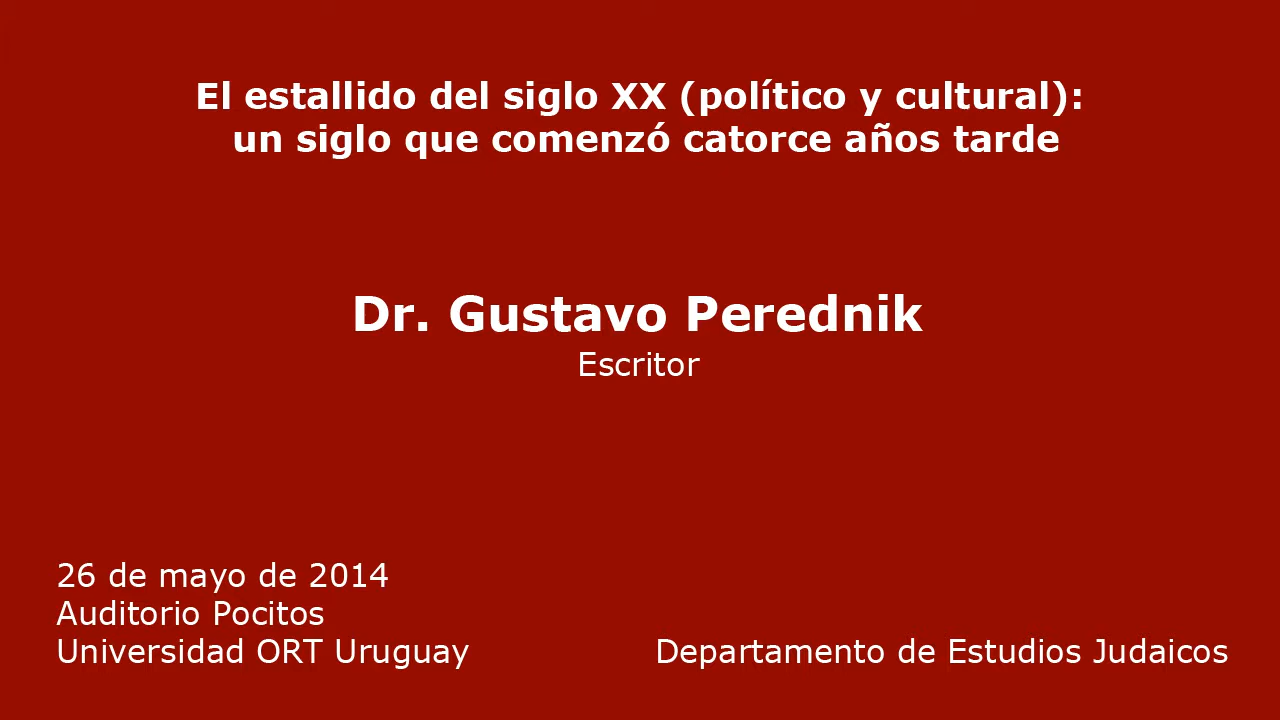 El estallido del siglo XX (político y cultural):
un siglo que comenzó catorce años tarde
Dr. Gustavo Perednik
Escritor
26 de mayo de 2014
Auditorio Pocitos
Universidad ORT Uruguay
Departamento de Estudios Judaicos